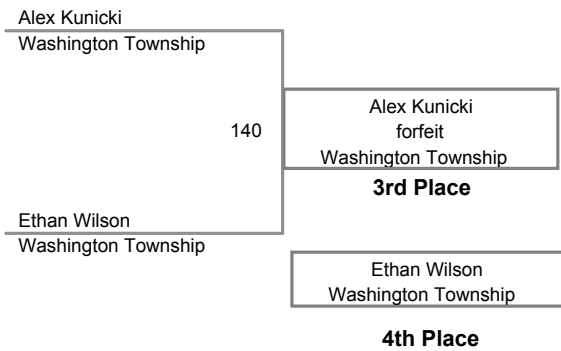 Alex Kunicki
Washington Township
140
Alex Kunicki
forfeit
Washington Township
3rd Place
Ethan Wilson
Washington Township
Ethan Wilson
Washington Township
4th Place